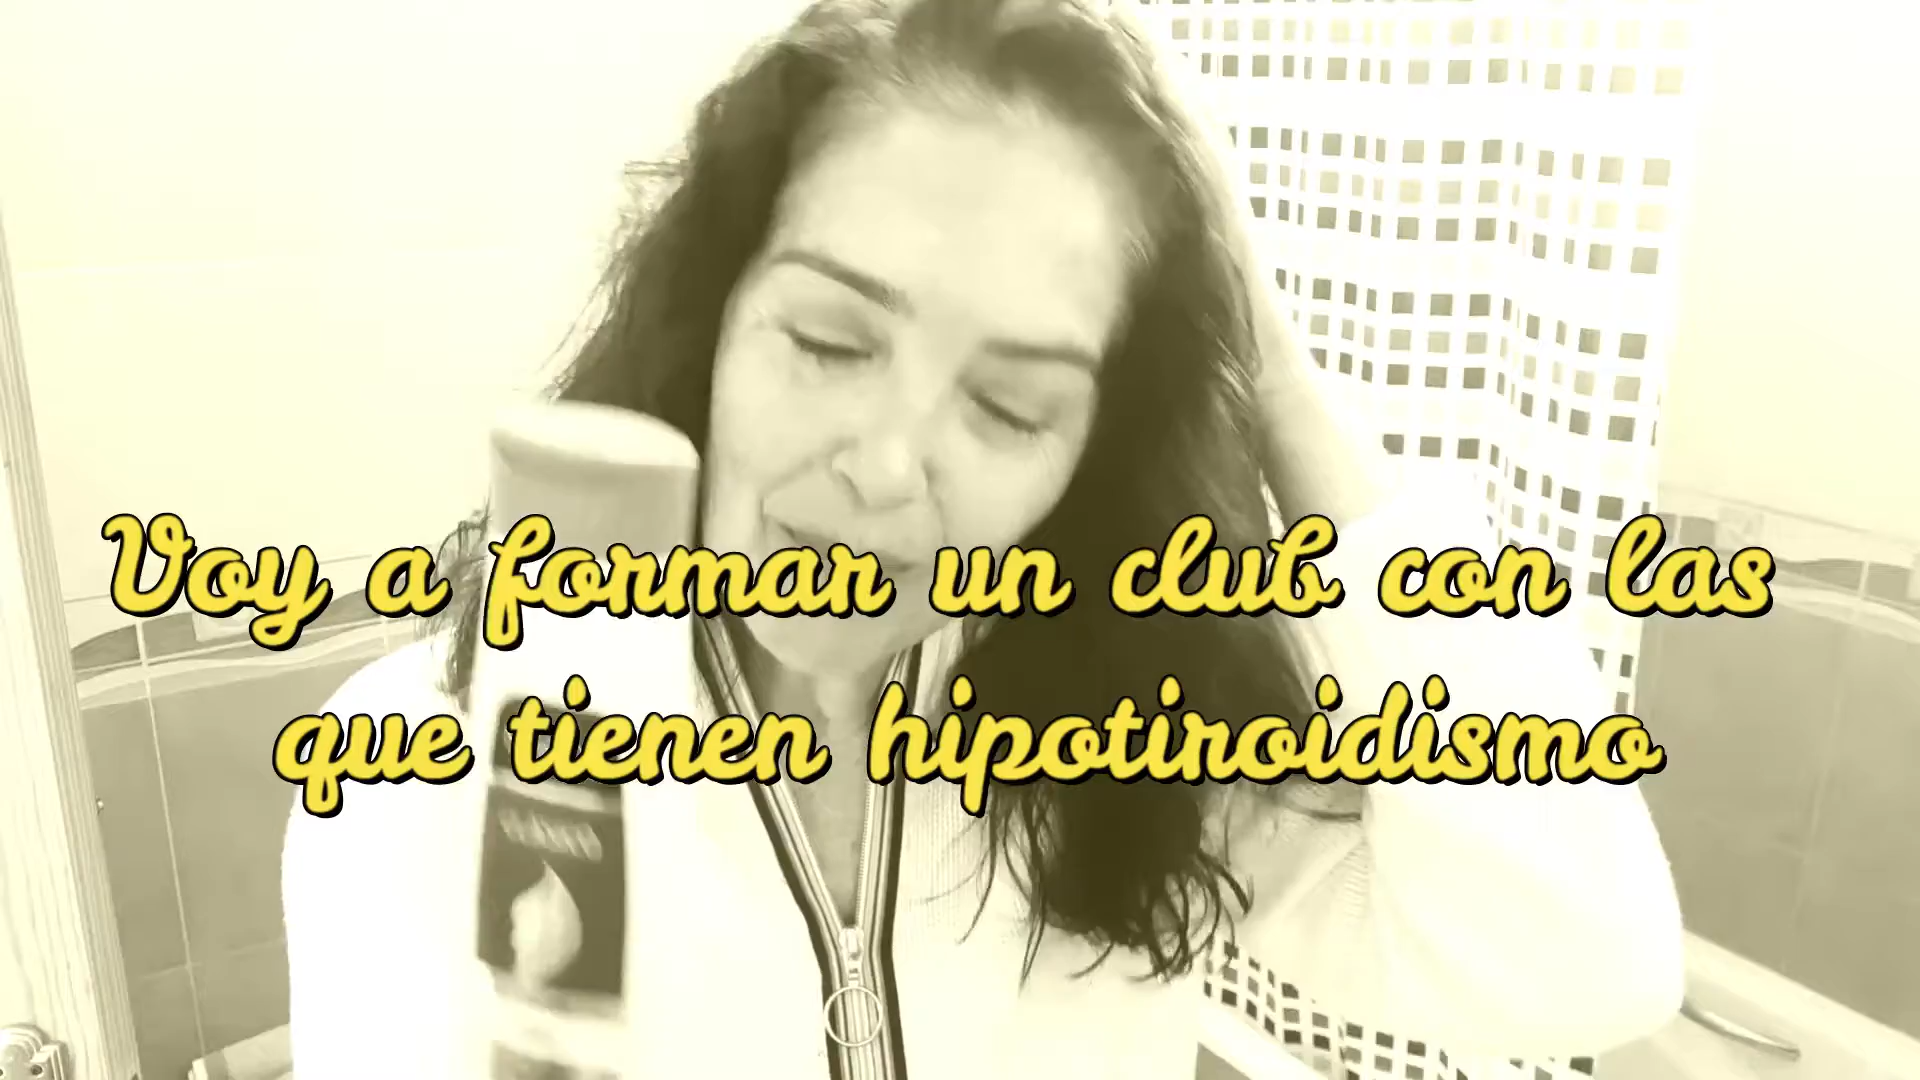 Voy a formar un club con las
que tienen hipotiroidismo